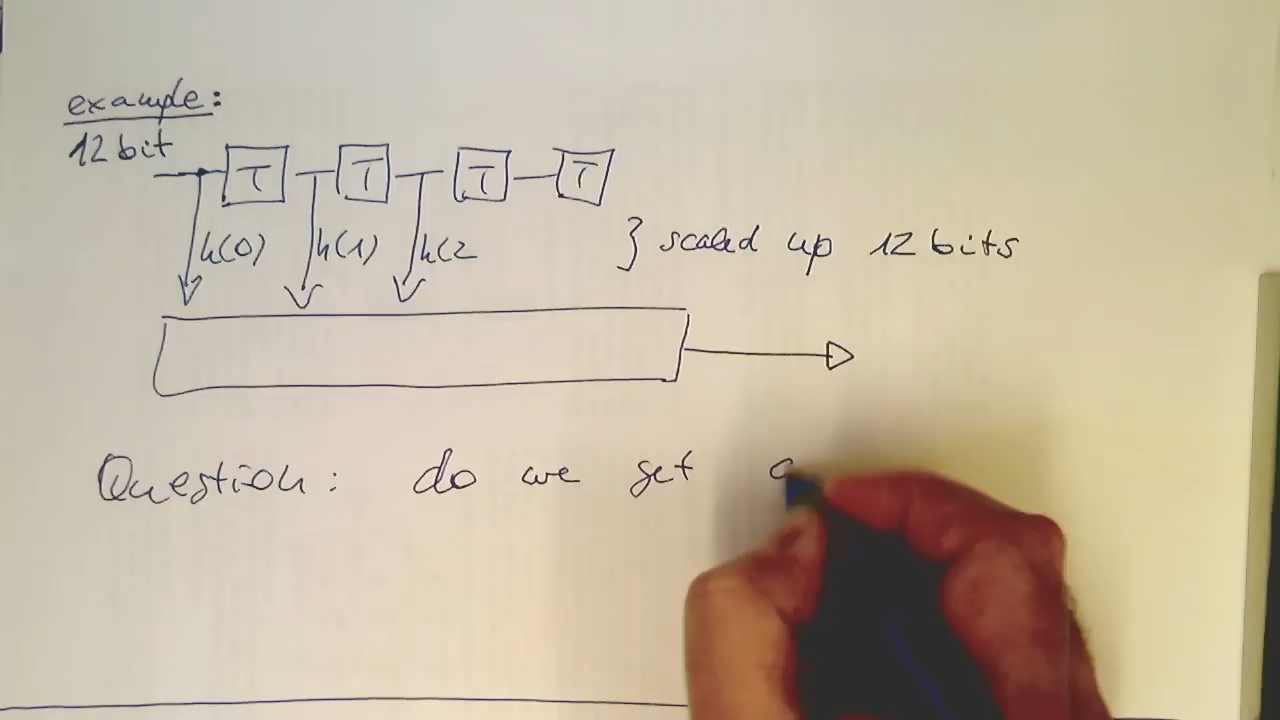 example:
12 bit
T T T T
h(0) h(1) h(2 } scaled up 12 bits
Question: do we get a